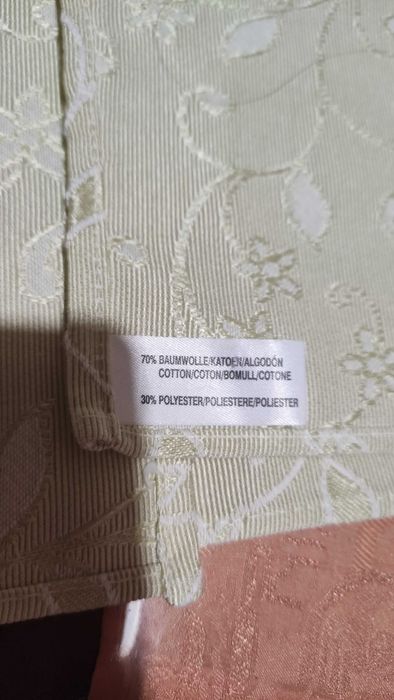 70% BAUMWOLLE/KATOEN/ALGODÓN
COTTON/COTON/BOMULL/COTONE
30% POLYESTER/POLIESTERE/POLIESTER